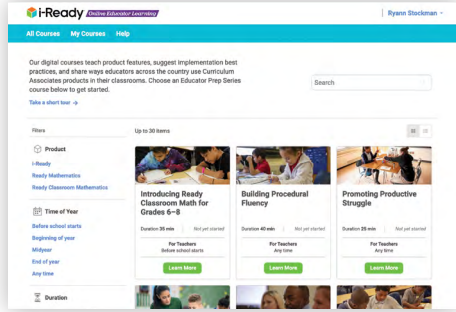 i-Ready Online Educator Learning
Ryann Stockman
All Courses My Courses Help
Our digital courses teach product features, suggest implementation best
practices, and share ways educators across the country use Curriculum
Associates products in their classrooms. Choose an Educator Prep Series
course below to get started.
Search
Take a short tour →
Filters
Up to 30 items
Product
i-Ready
Ready Mathematics
Ready Classroom Mathematics
Time of Year
Before school starts
Beginning of year
Midyear
End of year
Any time
Duration
Introducing Ready
Classroom Math for
Grades 6–8
Duration 35 min Not yet started
For Teachers
Before school starts
Learn More
Building Procedural
Fluency
Duration 40 min Not yet started
For Teachers
Any time
Learn More
Promoting Productive
Struggle
Duration 25 min Not yet started
For Teachers
Any time
Learn More